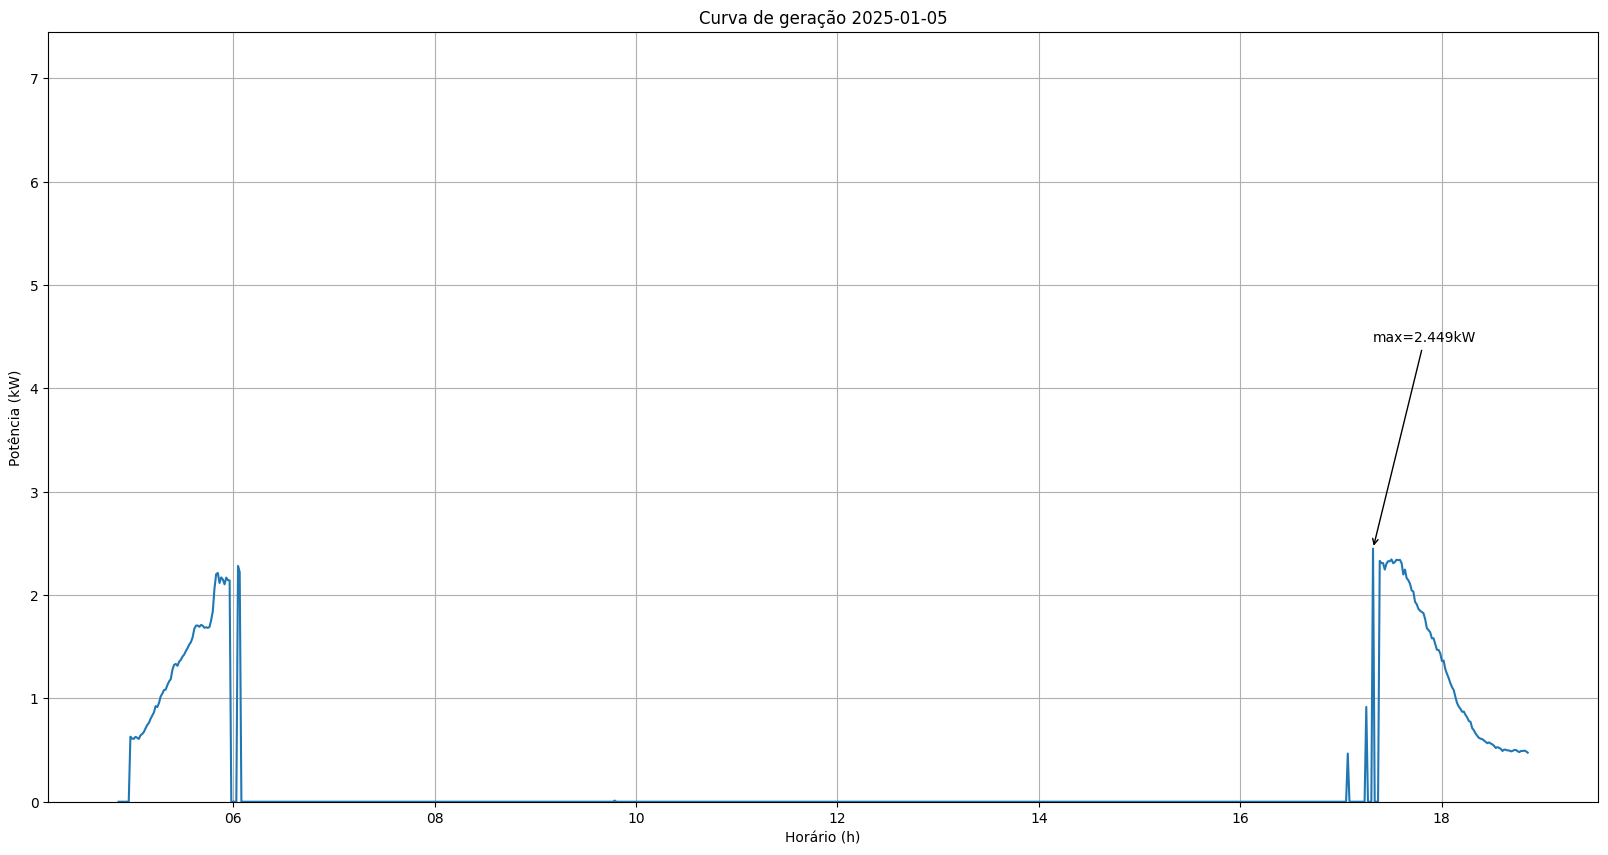 Curva de geração 2025-01-05
7
6
5
max=2.449kW
4
Potência (kW)
3
2
1
0
06 08 10 12 14 16 18
Horário (h)